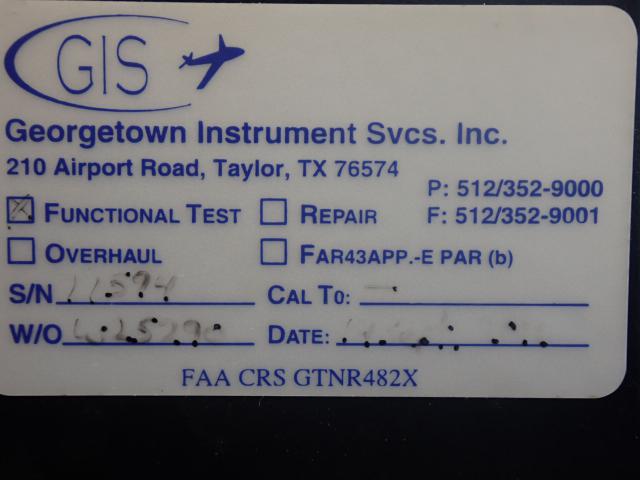 GIS
Georgetown Instrument Svcs. Inc.
210 Airport Road, Taylor, TX 76574
P: 512/352-9000
FUNCTIONAL TEST REPAIR F: 512/352-9001
OVERHAUL FAR43APP.-E PAR (b)
S/N 11594 CAL TO:
W/O DATE:
FAA CRS GTNR482X